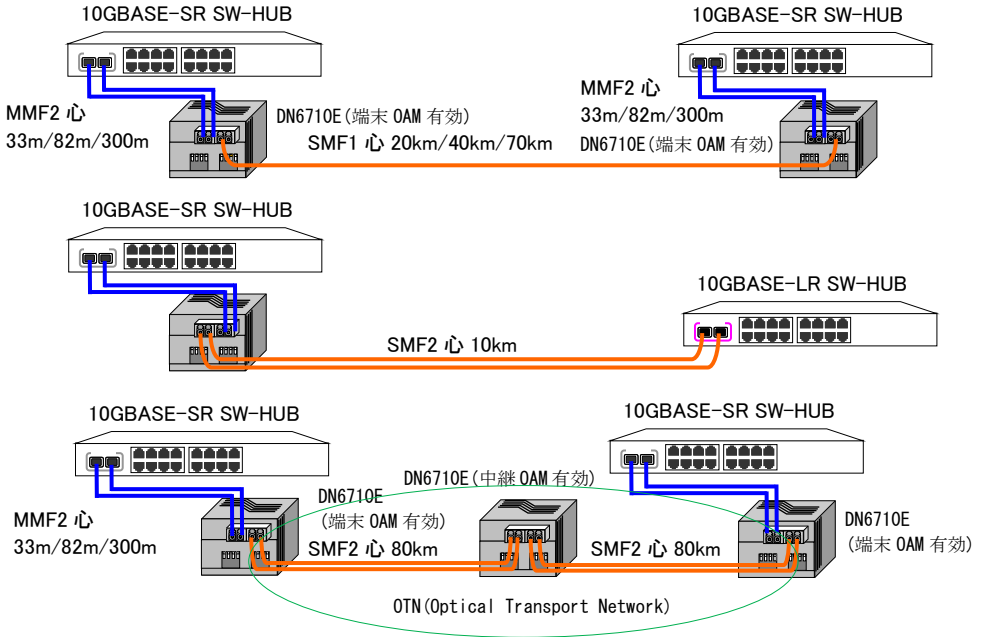 10GBASE-SR SW-HUB
10GBASE-SR SW-HUB
MMF2 心
33m/82m/300m
DN6710E(端末 OAM 有効)
SMF1 心 20km/40km/70km
MMF2 心
33m/82m/300m
DN6710E(端末 OAM 有効)
10GBASE-SR SW-HUB
10GBASE-LR SW-HUB
SMF2 心 10km
10GBASE-SR SW-HUB
10GBASE-SR SW-HUB
MMF2 心
33m/82m/300m
DN6710E
(端末 OAM 有効)
DN6710E(中継 OAM 有効)
DN6710E
(端末 OAM 有効)
SMF2 心 80km
SMF2 心 80km
OTN(Optical Transport Network)